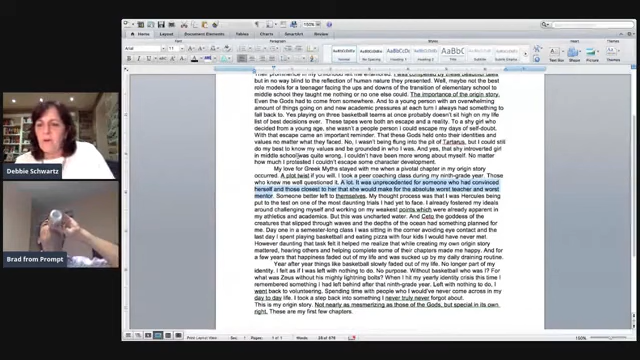 Home Layout Document Elements Tables Charts SmartArt Review
Their prominence in my childhood left me enamored. I was
but in no way blind to the reflection of human nature they presented. Well, maybe not the best
role models for a teenager facing the ups and downs of the transition of elementary school to
middle school they taught me nothing or no one else could. The importance of the origin story.
Even the Gods had to come from somewhere. And to a young person with an overwhelming
amount of things going on and new academic pressures at each turn I always had something to
fall back to. Yes playing on three basketball teams at once probably doesn't sit high on my life
list of best decisions ever. These tapes were both an escape and a reality. To a shy girl who
decided from a young age, she wasn't a people person I could escape my days of self-doubt.
With that escape came an important reminder. That these Gods held onto their identities and
values no matter what they faced. No, I wasn't being flung into the pit of Tartarus, but I could still
do my best to know my values and be grounded in who I was. And yes, that shy introverted girl
in middle school was quite wrong. I couldn't have been more wrong about myself. No matter
how much I protested I couldn't escape some character development.
My love for Greek Myths stayed with me when a pivotal chapter in my origin story
occurred. A plot twist if you will. I took a peer coaching class during my ninth-grade year. Those
who knew me well questioned it. A lot. It was unprecedented for someone who had convinced
herself and those closest to her that she would make for the absolute worst teacher and worst
mentor. Someone better left to themselves. My thought process was that I was Hercules being
put to the test on one of the most daunting trials I had yet to face. I already fostered my ideals
around challenging myself and working on my weakest points which were already apparent in
my athletics and academics. But this was uncharted water. And Ceto the goddess of the
creatures that slipped through waves and the depths of the ocean had something planned for
me. Day one in a semester-long class I was sitting in the corner avoiding eye contact and the
last day I spent playing basketball and eating pizza with four kids I would have never met.
However daunting that task felt it helped me realize that while creating my own origin story
mattered, hearing others and helping complete some of their chapters made me happy. And for
a few years that happiness faded out of my life and was sucked up by my daily draining routine.
Year after year things like basketball slowly faded out of my life. No longer part of my
identity. I felt as if I was left with nothing to do. No purpose. Without basketball who was I? For
what was Zeus without his mighty lightning bolts? When I hit my yearly identity crisis this time I
remembered something I had left behind after that ninth-grade year. Left with nothing to do, I
went back to volunteering. Spending time with people who I would've never come across in my
day to day life. I took a step back into something I never truly never forgot about.
This is my origin story. Not nearly as mesmerizing as those of the Gods, but special in its own
right. These are my first few chapters.
Debbie Schwartz
Brad from Prompt
Print Layout View